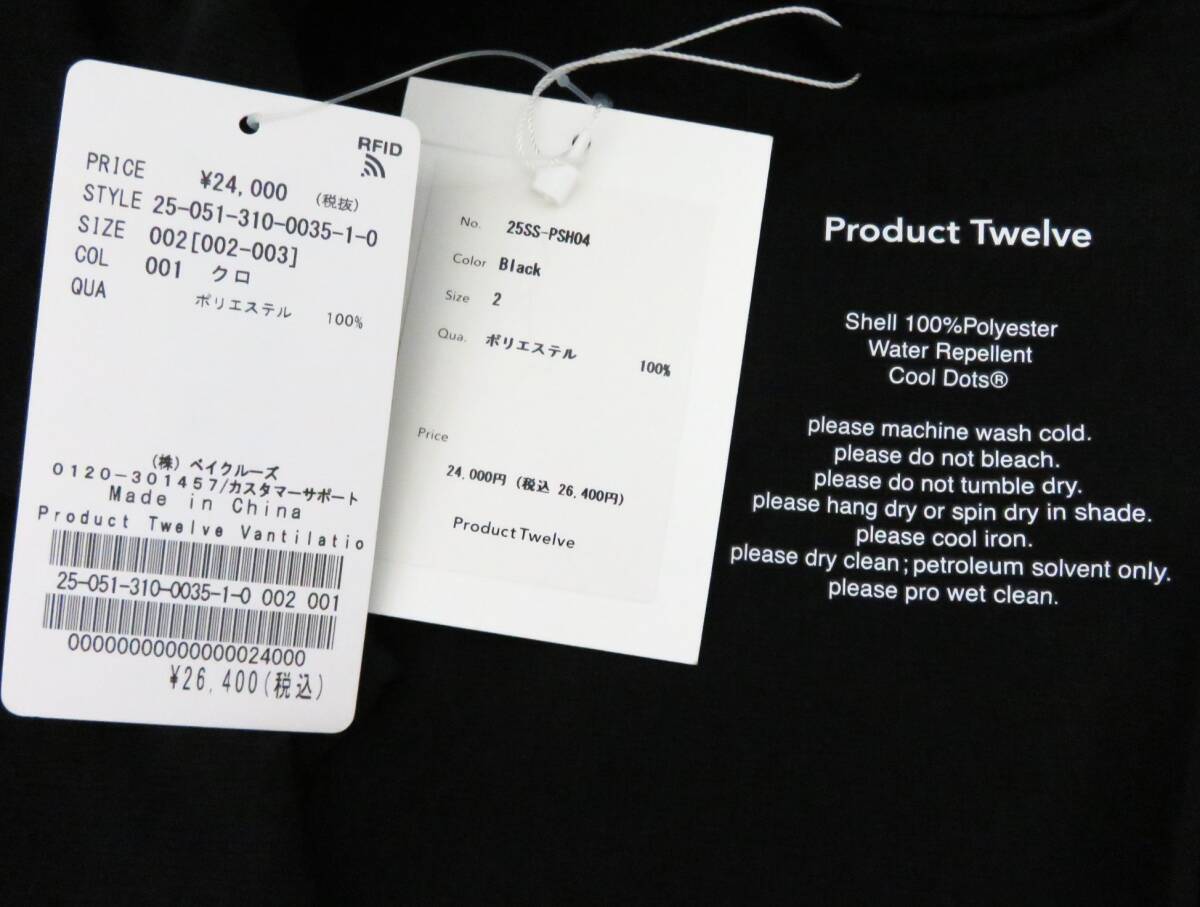 RFID
PRICE ¥24,000 (税抜)
STYLE 25-051-310-0035-1-0
SIZE 002[002-003]
COL 001 クロ
QUA ポリエステル 100%
(株) ベイクルーズ
0120-301457/カスタマーサポート
Made in China
Product Twelve Vantilatio
25-051-310-0035-1-0 002 001
00000000000000024000
¥26,400(税込)
No. 25SS-PSH04
Color Black
Size 2
Qua. ポリエステル 100%
Price
24.000円 (税込 26.400円)
Product Twelve
Product Twelve
Shell 100%Polyester
Water Repellent
Cool Dots®
please machine wash cold.
please do not bleach.
please do not tumble dry.
please hang dry or spin dry in shade.
please cool iron.
please dry clean;petroleum solvent only.
please pro wet clean.